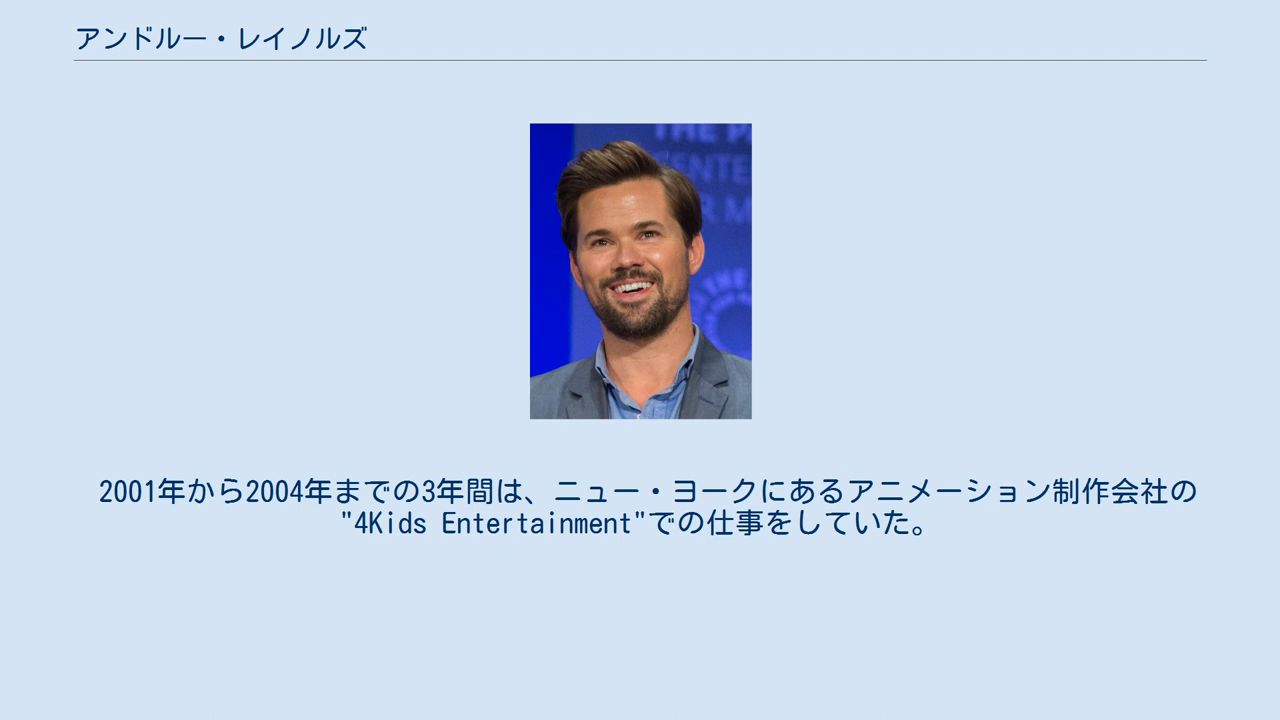 アンドルー・レイノルズ
THE P
ENTE
R M
2001年から2004年までの3年間は、ニュー・ヨークにあるアニメーション制作会社の
"4Kids Entertainment"での仕事をしていた。